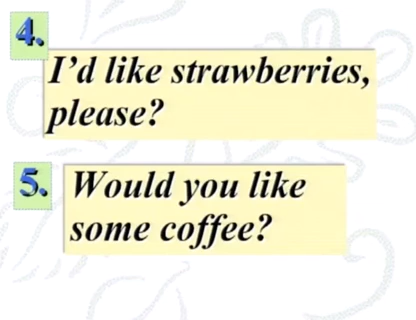 4.
I'd like strawberries,
please?
5.
Would you like
some coffee?